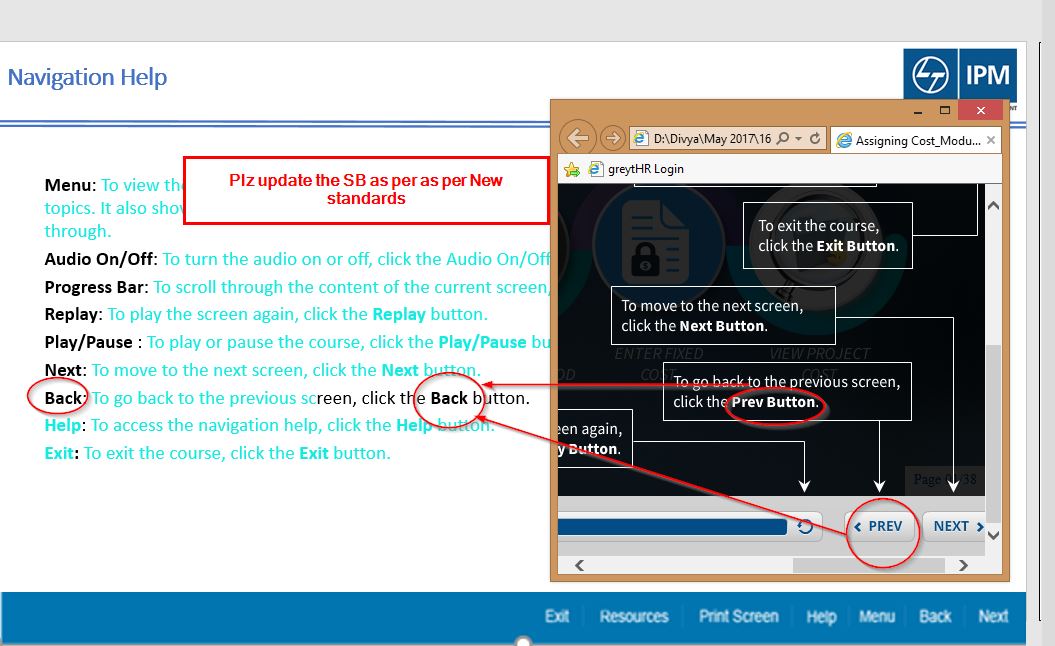 Navigation Help
IPM
D:\Divya\May 2017\16
Assigning Cost_Modu...
greytHR Login
Plz update the SB as per as per New
standards
Menu: To view the
topics. It also show
through.
Audio On/Off: To turn the audio on or off, click the Audio On/Off
Progress Bar: To scroll through the content of the current screen,
Replay: To play the screen again, click the Replay button.
Play/Pause : To play or pause the course, click the Play/Pause bu
Next: To move to the next screen, click the Next button.
Back: To go back to the previous screen, click the Back button.
Help: To access the navigation help, click the Help button.
Exit: To exit the course, click the Exit button.
To exit the course,
click the Exit Button.
To move to the next screen,
click the Next Button.
ENTER FIXED
COST
VIEW PROJECT
COST
To go back to the previous screen,
click the Prev Button.
een again,
y Button.
PREV
NEXT
Exit Resources Print Screen Help Menu Back Next